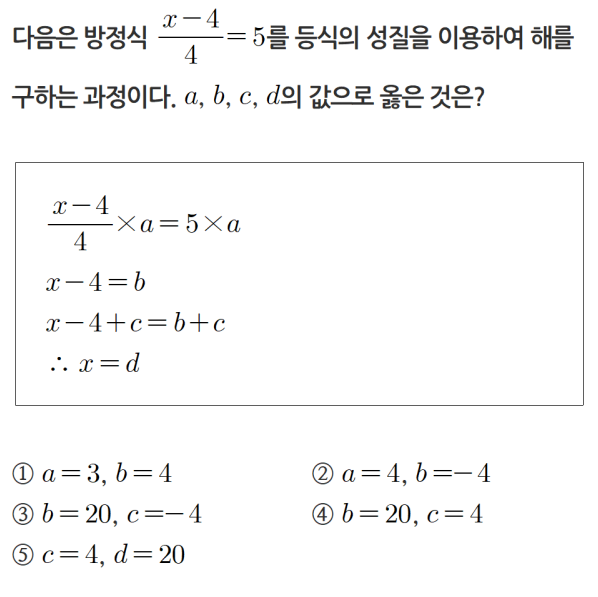 다음은 방정식 \frac{x-4}{4} = 5를 등식의 성질을 이용하여 해를
구하는 과정이다. a, b, c, d의 값으로 옳은 것은?
\frac{x-4}{4} × a = 5 × a
x-4=b
x-4+c=b+c
∴ x=d
① a=3, b=4 ② a=4, b=-4
③ b=20, c=-4 ④ b=20, c=4
⑤ c=4, d=20